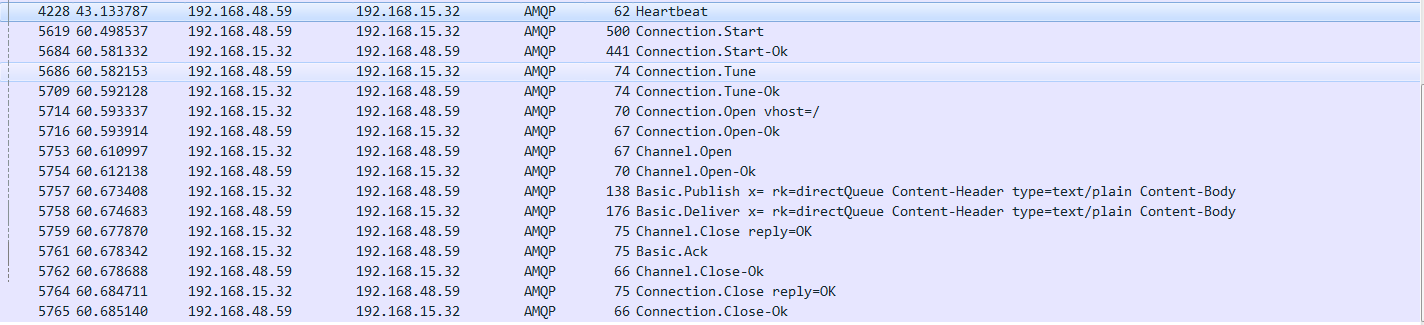 4228 43.133787 192.168.48.59 192.168.15.32 AMQP 62 Heartbeat
5619 60.498537 192.168.48.59 192.168.15.32 AMQP 500 Connection.Start
5684 60.581332 192.168.15.32 192.168.48.59 AMQP 441 Connection.Start-Ok
5686 60.582153 192.168.48.59 192.168.15.32 AMQP 74 Connection.Tune
5709 60.592128 192.168.15.32 192.168.48.59 AMQP 74 Connection.Tune-Ok
5714 60.593337 192.168.15.32 192.168.48.59 AMQP 70 Connection.Open vhost=/
5716 60.593914 192.168.48.59 192.168.15.32 AMQP 67 Connection.Open-Ok
5753 60.610997 192.168.15.32 192.168.48.59 AMQP 67 Channel.Open
5754 60.612138 192.168.48.59 192.168.15.32 AMQP 70 Channel.Open-Ok
5757 60.673408 192.168.15.32 192.168.48.59 AMQP 138 Basic.Publish x= rk=directQueue Content-Header type=text/plain Content-Body
5758 60.674683 192.168.48.59 192.168.15.32 AMQP 176 Basic.Deliver x= rk=directQueue Content-Header type=text/plain Content-Body
5759 60.677870 192.168.15.32 192.168.48.59 AMQP 75 Channel.Close reply=OK
5761 60.678342 192.168.15.32 192.168.48.59 AMQP 75 Basic.Ack
5762 60.678688 192.168.48.59 192.168.15.32 AMQP 66 Channel.Close-Ok
5764 60.684711 192.168.15.32 192.168.48.59 AMQP 75 Connection.Close reply=OK
5765 60.685140 192.168.48.59 192.168.15.32 AMQP 66 Connection.Close-Ok